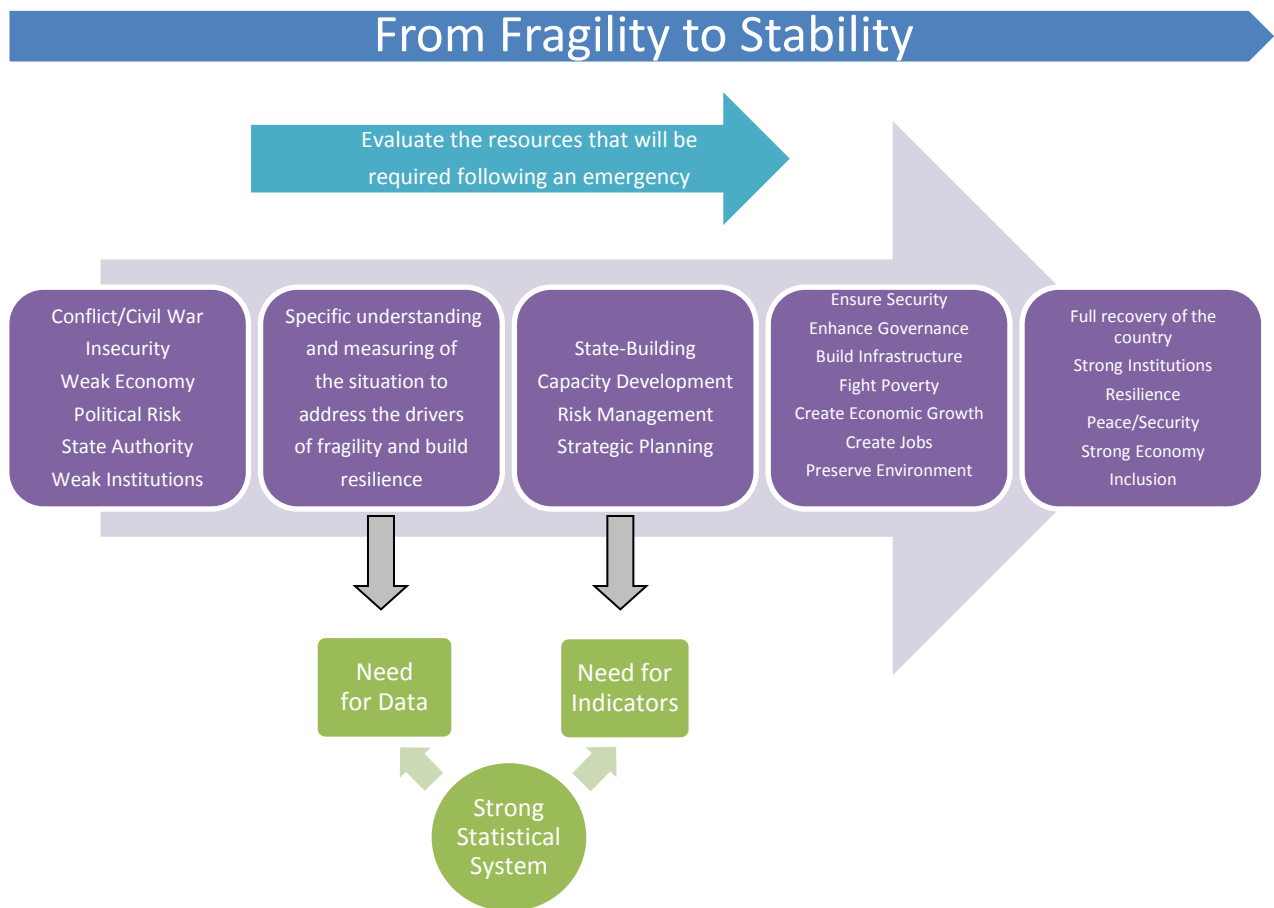 From Fragility to Stability
Evaluate the resources that will be
required following an emergency
Conflict/Civil War
Insecurity
Weak Economy
Political Risk
State Authority
Weak Institutions
Specific understanding
and measuring of
the situation to
address the drivers
of fragility and build
resilience
State-Building
Capacity Development
Risk Management
Strategic Planning
Ensure Security
Enhance Governance
Build Infrastructure
Fight Poverty
Create Economic Growth
Create Jobs
Preserve Environment
Full recovery of the
country
Strong Institutions
Resilience
Peace/Security
Strong Economy
Inclusion
Need
for Data
Need for
Indicators
Strong
Statistical
System